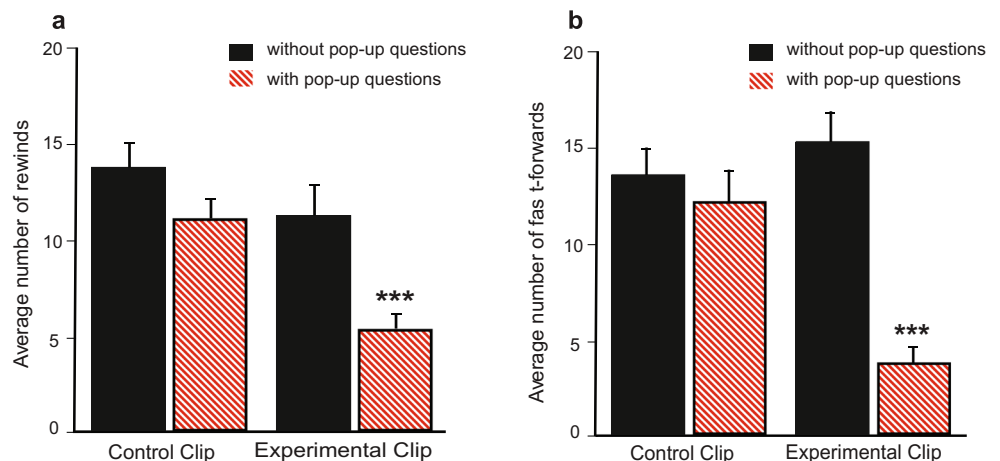 a
20
15
10
5
0
Average number of rewinds
without pop-up questions
with pop-up questions
***
Control Clip
Experimental Clip
b
20
15
10
5
0
Average number of fas t-forwards
without pop-up questions
with pop-up questions
***
Control Clip
Experimental Clip